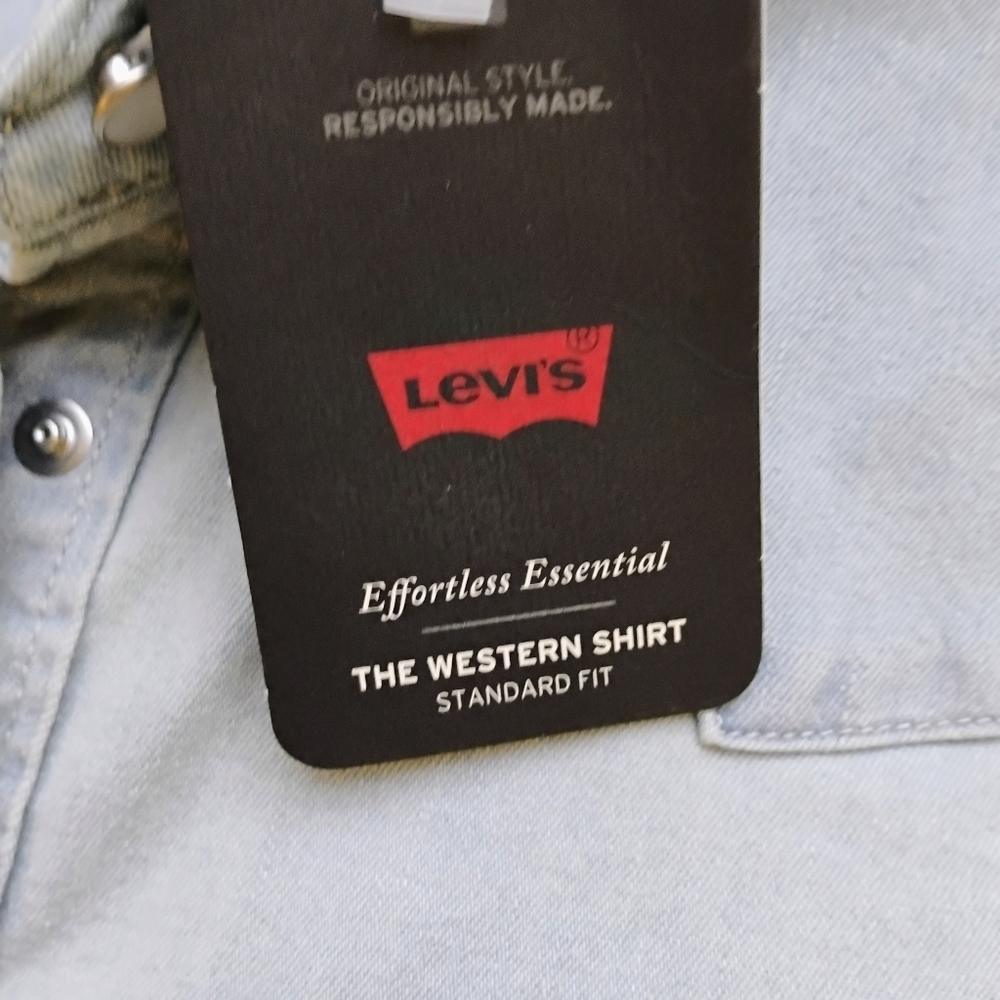 ORIGINAL STYLE.
RESPONSIBLY MADE.
Levi's®
Effortless Essential
THE WESTERN SHIRT
STANDARD FIT